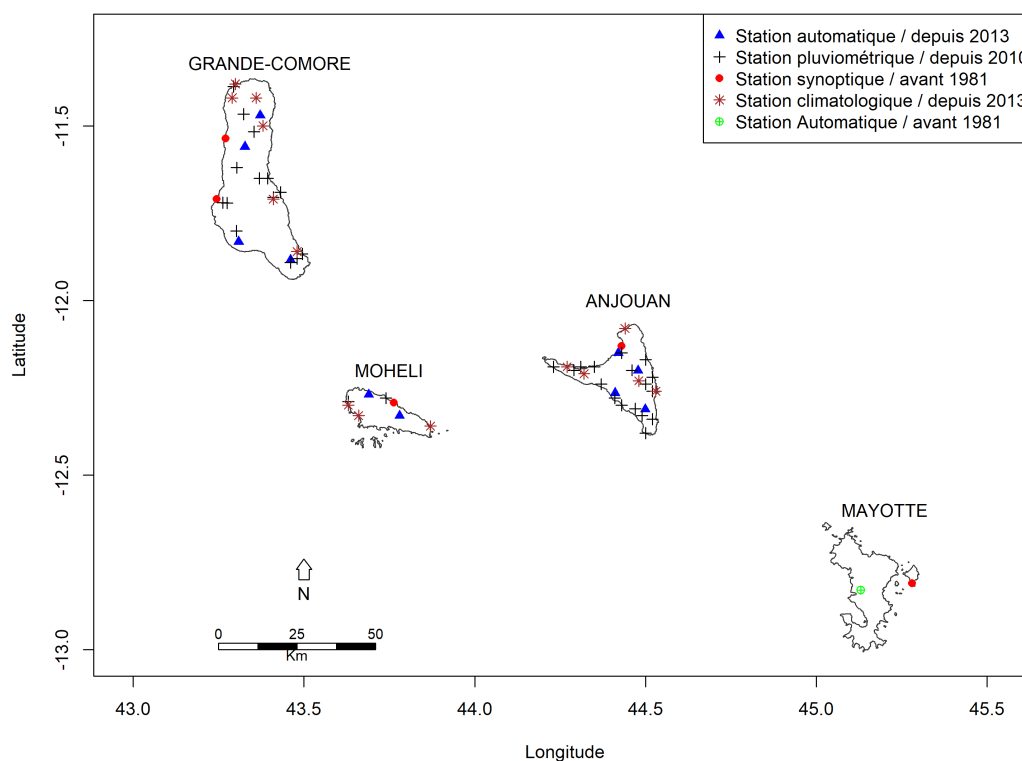 GRANDE-COMORE
Station automatique / depuis 2013
Station pluviométrique / depuis 2010
Station synoptique / avant 1981
Station climatologique / depuis 2013
Station Automatique / avant 1981
-11.5
-12.0
-12.5
-13.0
Latitude
ANJOUAN
MOHELI
MAYOTTE
N
0 25 50
Km
43.0 43.5 44.0 44.5 45.0 45.5
Longitude